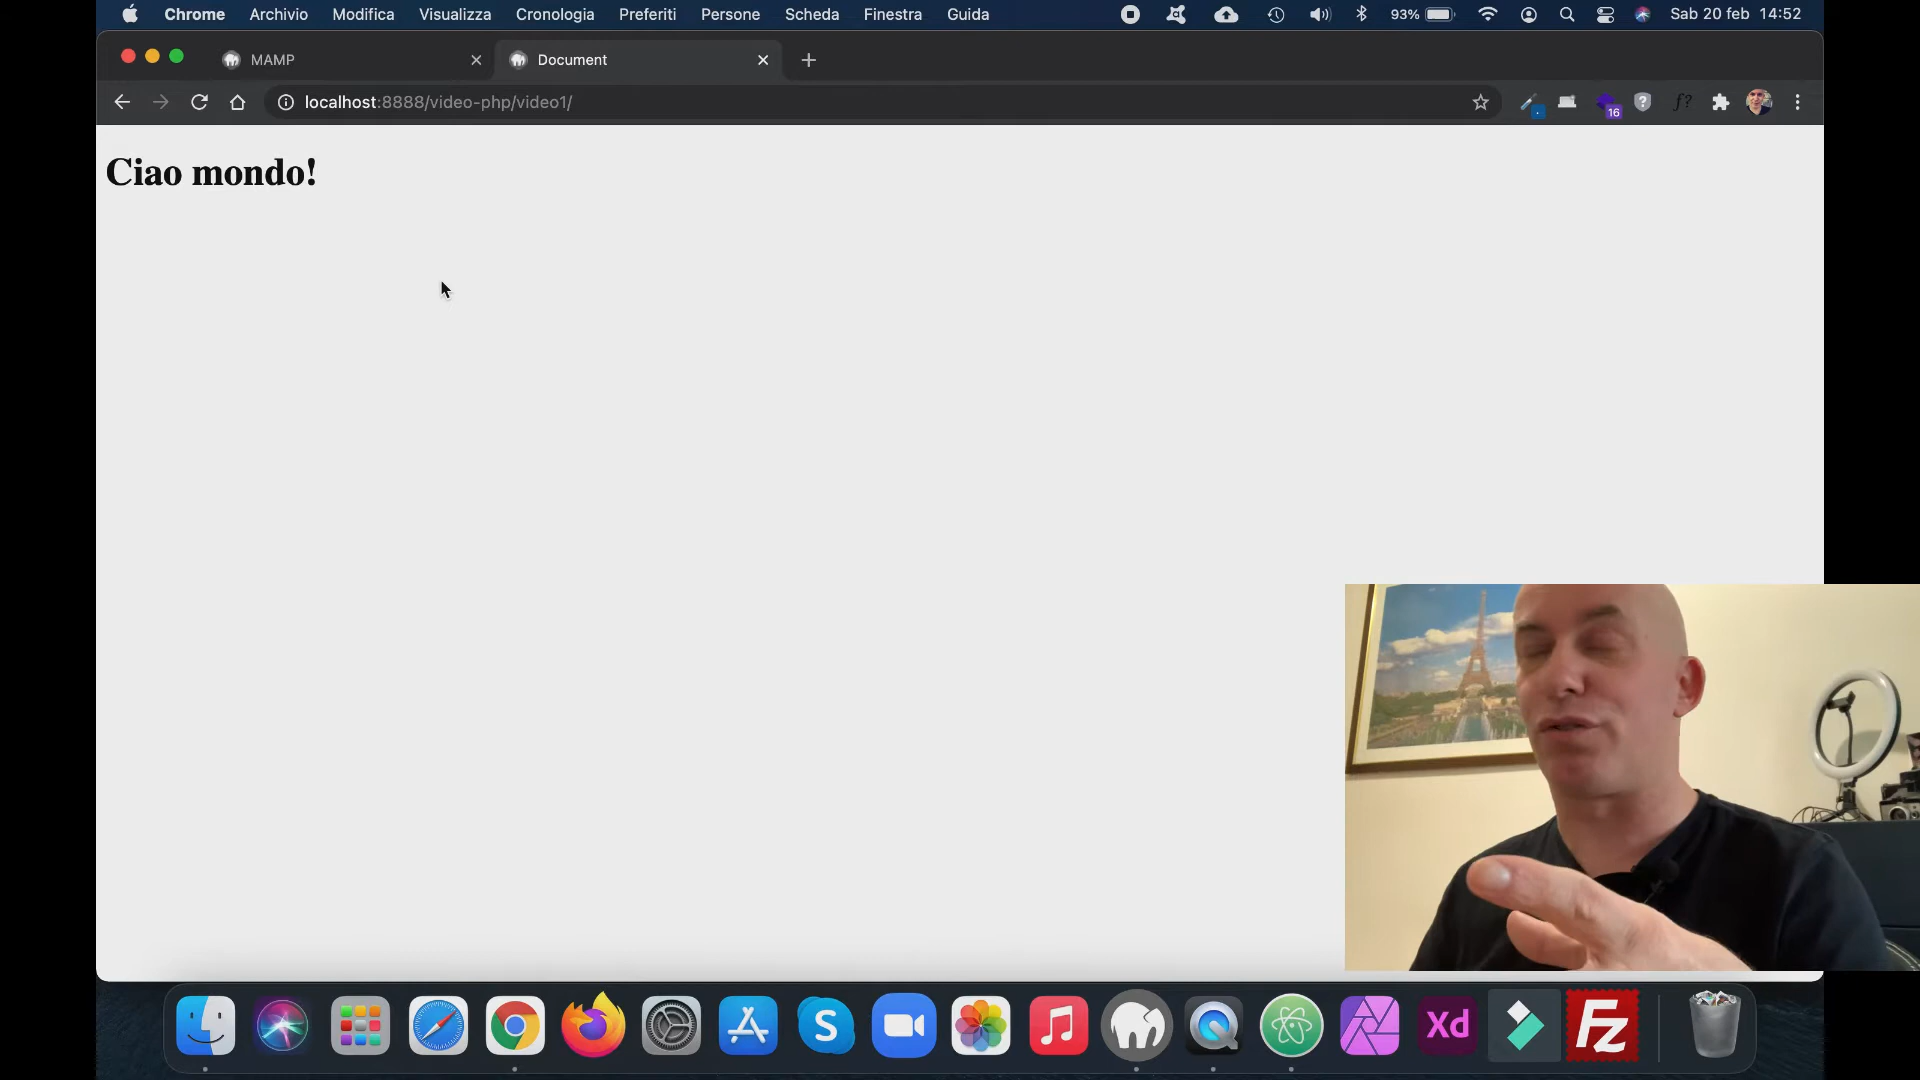 Chrome Archivio Modifica Visualizza Cronologia Preferiti Persone Scheda Finestra Guida 93% Sab 20 feb 14:52
MAMP Document
localhost:8888/video-php/video1/ f? 16
Ciao mondo!
S Xd Fz